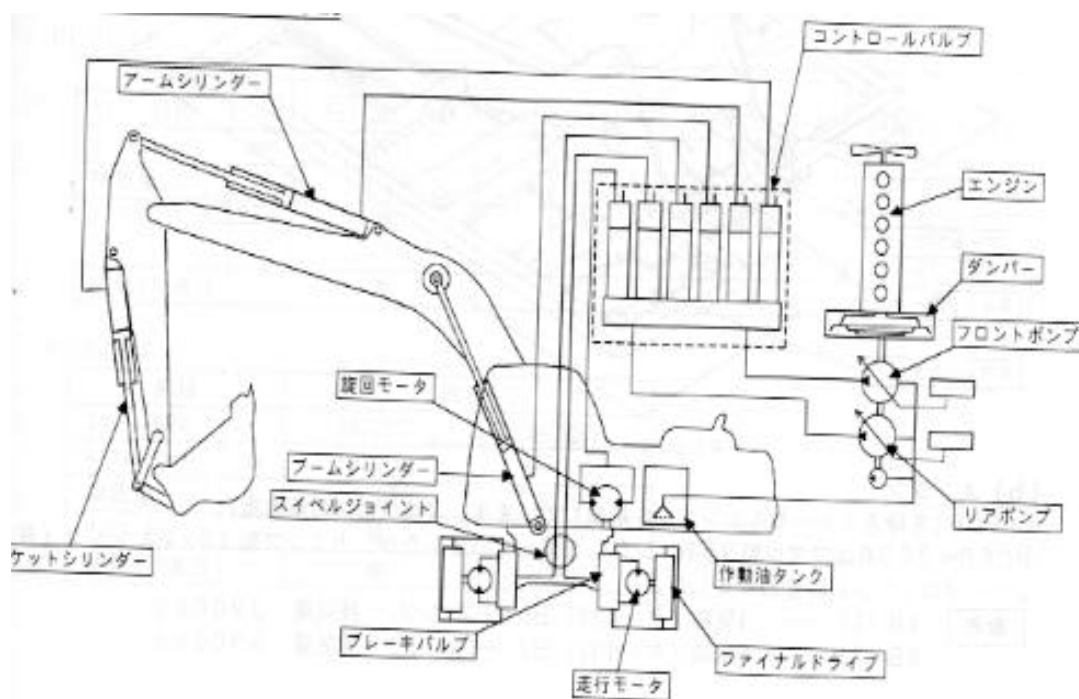 コントロールバルブ
アームシリンダー
エンジン
ダンパー
フロントポンプ
旋回モータ
ブームシリンダー
スイベルジョイント
リアポンプ
ケットシリンダー
作動油タンク
ブレーキバルブ
ファイナルドライブ
走行モータ